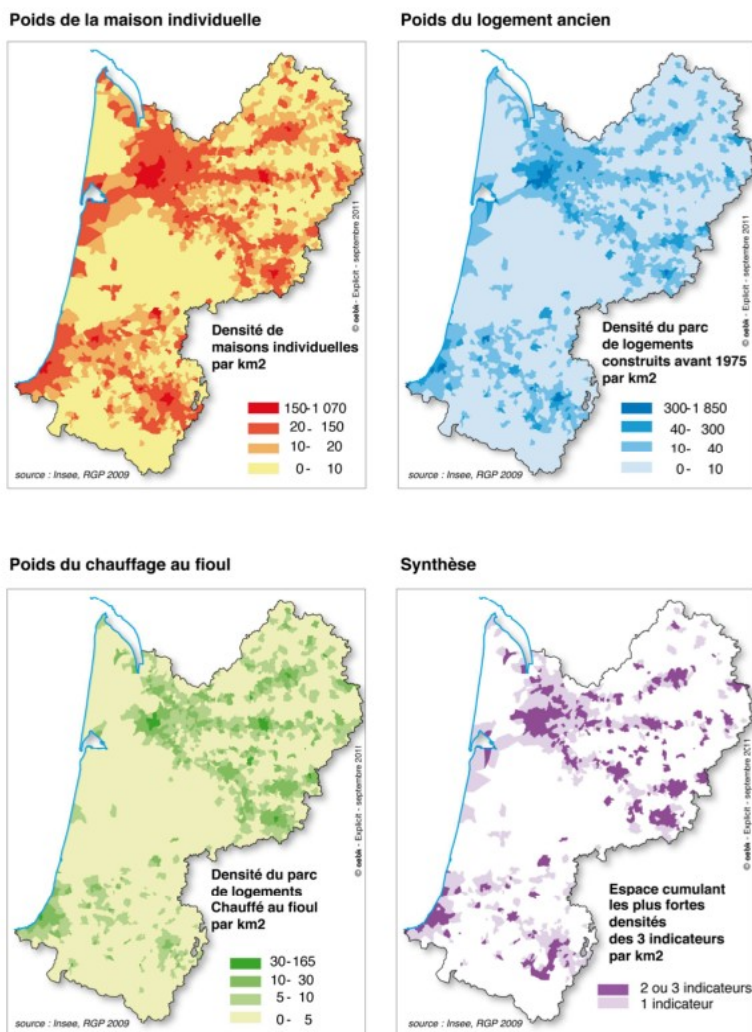 Poids de la maison individuelle
Densité de
maisons individuelles
par km2
150-1 070
20 - 150
10 - 20
0 - 10
source : Insee, RGP 2009
© oebh - Explicit - septembre 2011
Poids du logement ancien
Densité du parc
de logements
construits avant 1975
par km2
300-1 850
40 - 300
10 - 40
0 - 10
source : Insee, RGP 2009
© oebh - Explicit - septembre 2011
Poids du chauffage au fioul
Densité du parc
de logements
Chauffé au fioul
par km2
30-165
10 - 30
5 - 10
0 - 5
source : Insee, RGP 2009
© oebh - Explicit - septembre 2011
Synthèse
Espace cumulant
les plus fortes
densités
des 3 indicateurs
par km2
2 ou 3 indicateurs
1 indicateur
source : Insee, RGP 2009
© oebh - Explicit - septembre 2011